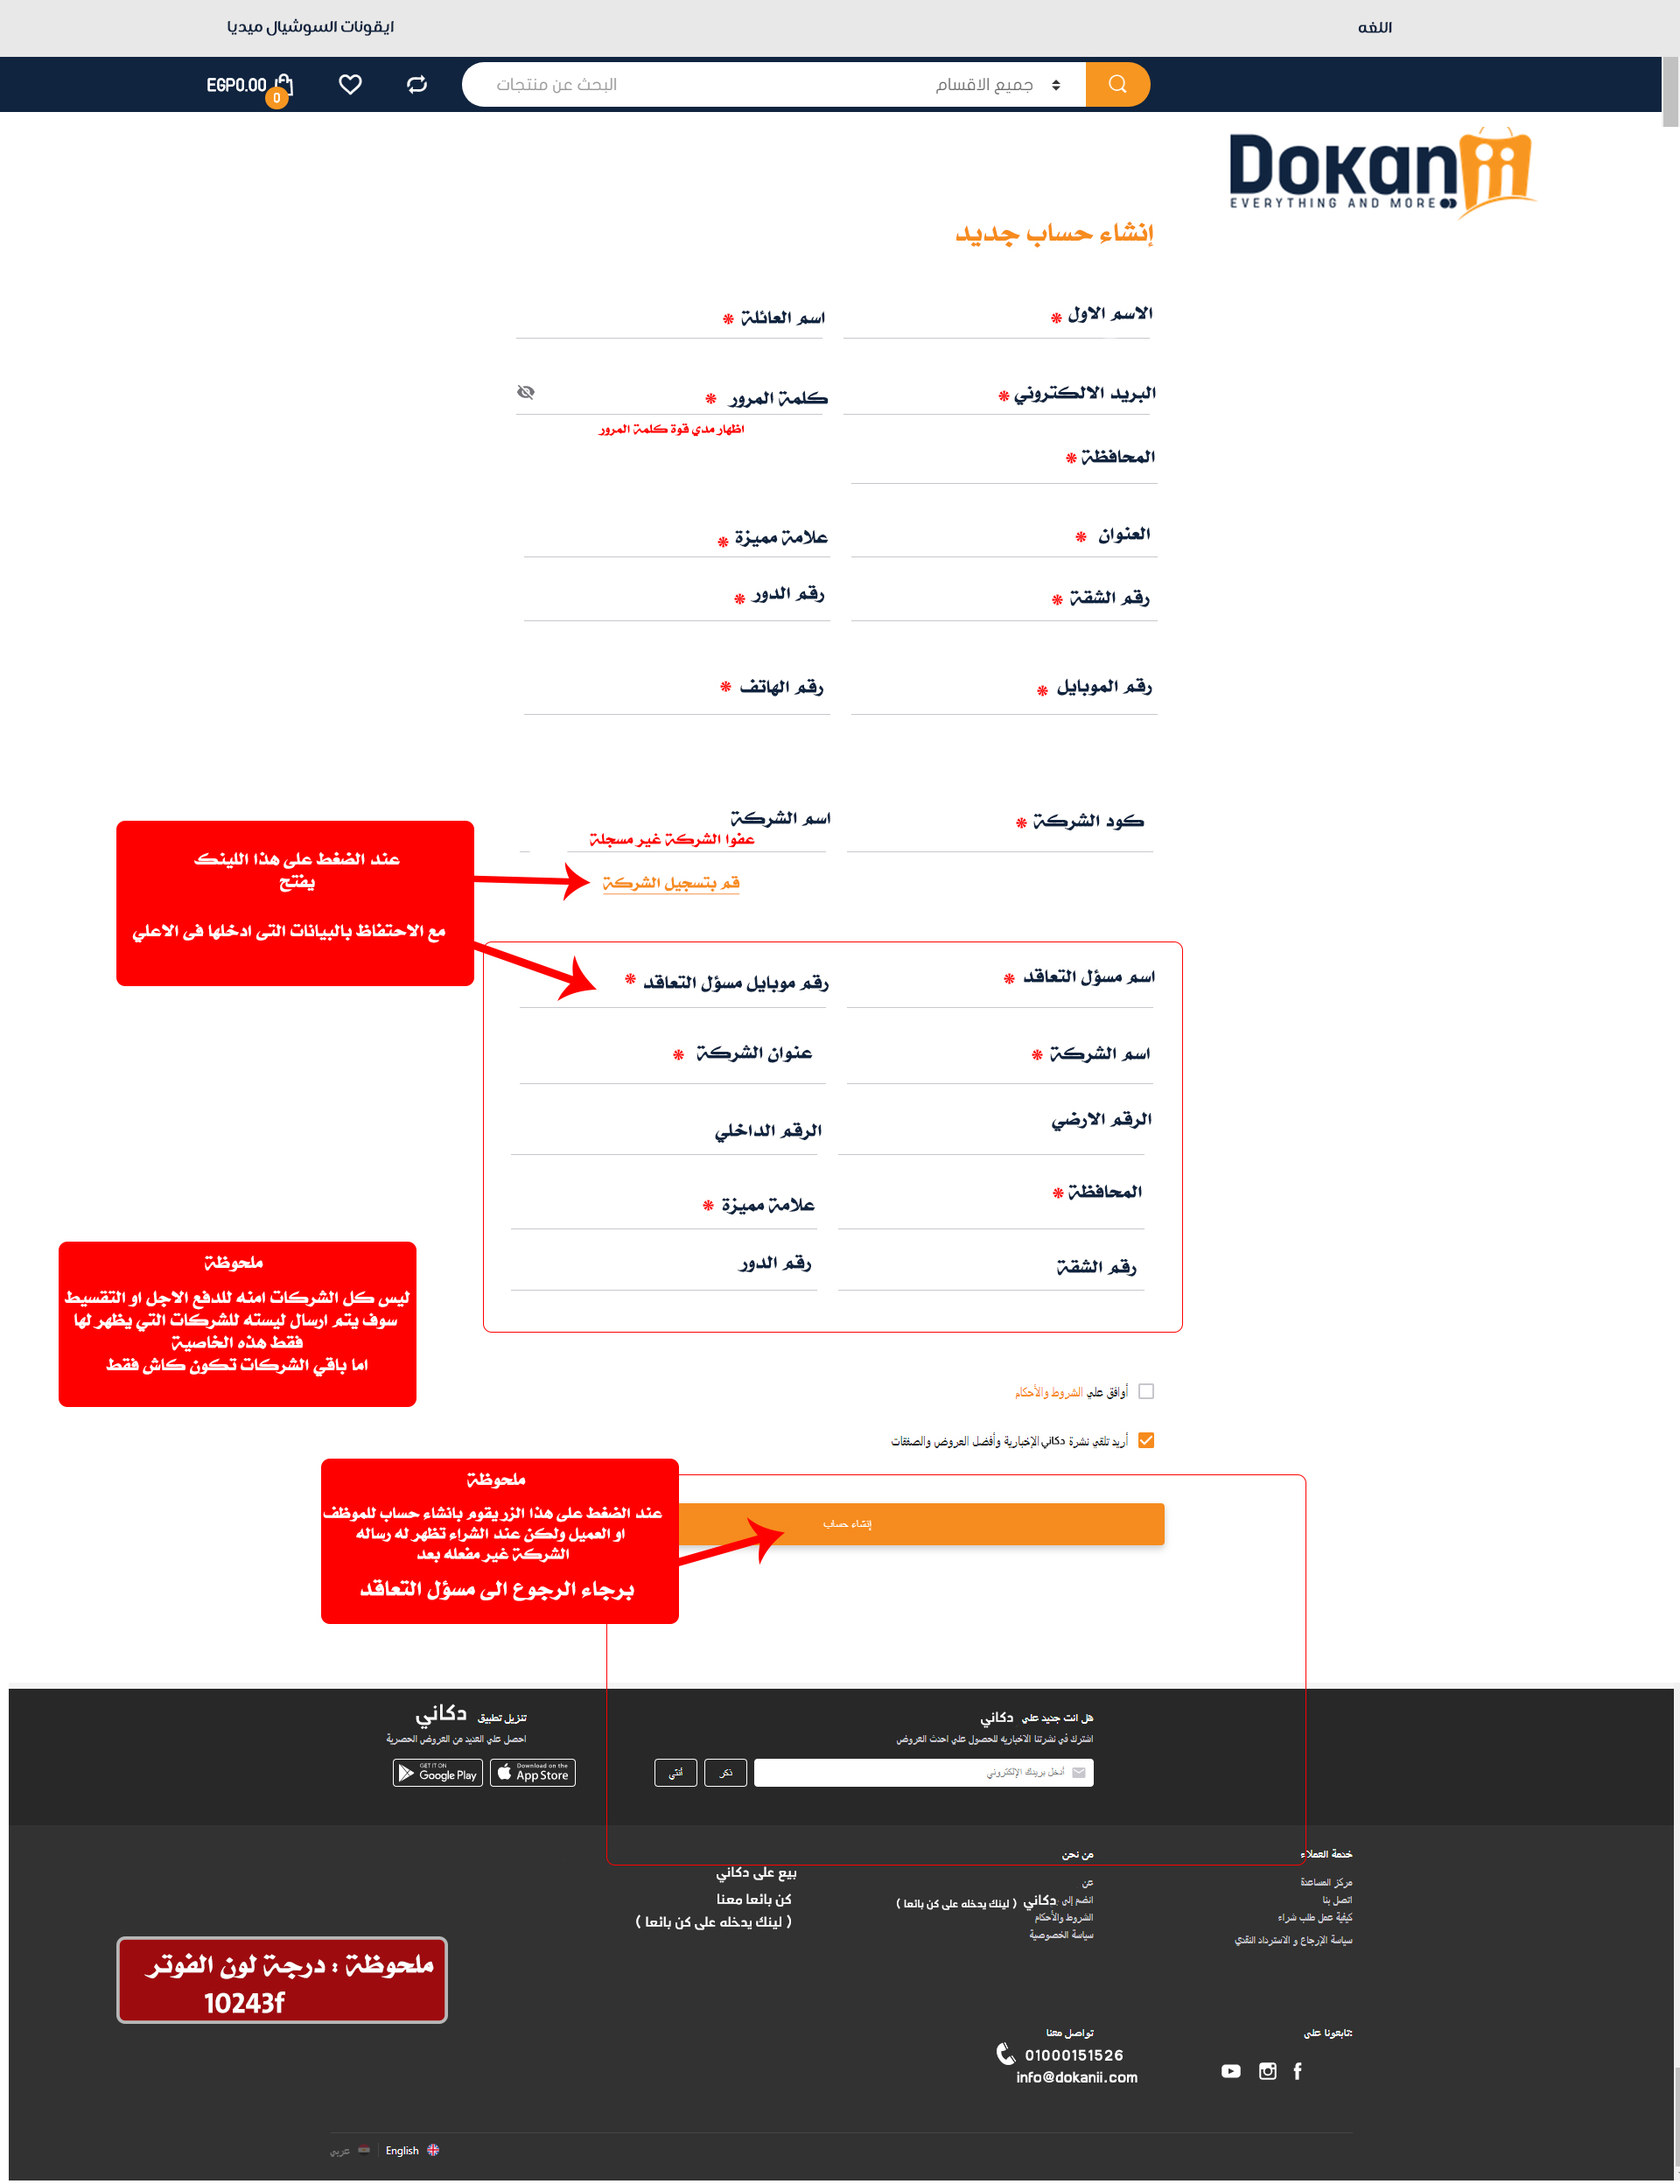 اللغه
ايقونات السوشيال ميديا
جميع الاقسام
البحث عن منتجات
EGP0.00
0
Dokanii
EVERYTHING AND MORE
إنشاء حساب جديد
الاسم الاول *
اسم العائلة *
البريد الالكتروني *
كلمة المرور *
اظهار مدي قوة كلمة المرور
المحافظة *
العنوان *
علامة مميزة *
رقم الشقة *
رقم الدور *
رقم الموبايل *
رقم الهاتف *
كود الشركة *
اسم الشركة
عفوا الشركة غير مسجلة
قم بتسجيل الشركة
عند الضغط على هذا اللينك
يفتح
مع الاحتفاظ بالبيانات التى ادخلها فى الاعلي
اسم مسؤل التعاقد *
رقم موبايل مسؤل التعاقد *
اسم الشركة *
عنوان الشركة *
الرقم الارضي
الرقم الداخلي
المحافظة *
علامة مميزة *
رقم الشقة
رقم الدور
ملحوظة
ليس كل الشركات امنه للدفع الاجل او التقسيط
سوف يتم ارسال ليسته للشركات التي يظهر لها
فقط هذه الخاصية
اما باقي الشركات تكون كاش فقط
أوافق علي الشروط والأحكام
أريد تلقي نشرة دكاني الإخبارية وأفضل العروض والصفقات
ملحوظة
عند الضغط على هذا الزر يقوم بانشاء حساب للموظف
او العميل ولكن عند الشراء تظهر له رساله
الشركة غير مفعله بعد
برجاء الرجوع الى مسؤل التعاقد
إنشاء حساب
هل انت جديد علي دكاني
اشترك في نشرتنا الاخباريه للحصول علي احدث العروض
أدخل بريدك الإلكتروني
ذكر
أنثي
تنزيل تطبيق دكاني
احصل علي العديد من العروض الحصرية
Download on the
App Store
GET IT ON
Google Play
خدمة العملاء
مركز المساعدة
اتصل بنا
كيفية عمل طلب شراء
سياسة الإرجاع و الاسترداد النقدي
من نحن
عن
انضم إلي دكاني ( لينك يدخله على كن بائعا )
الشروط والأحكام
سياسة الخصوصية
بيع على دكاني
كن بائعا معنا
( لينك يدخله على كن بائعا )
ملحوظة : درجة لون الفوتر
10243f
تابعونا علي:
تواصل معنا
01000151526
info@dokanii.com
English
عربي